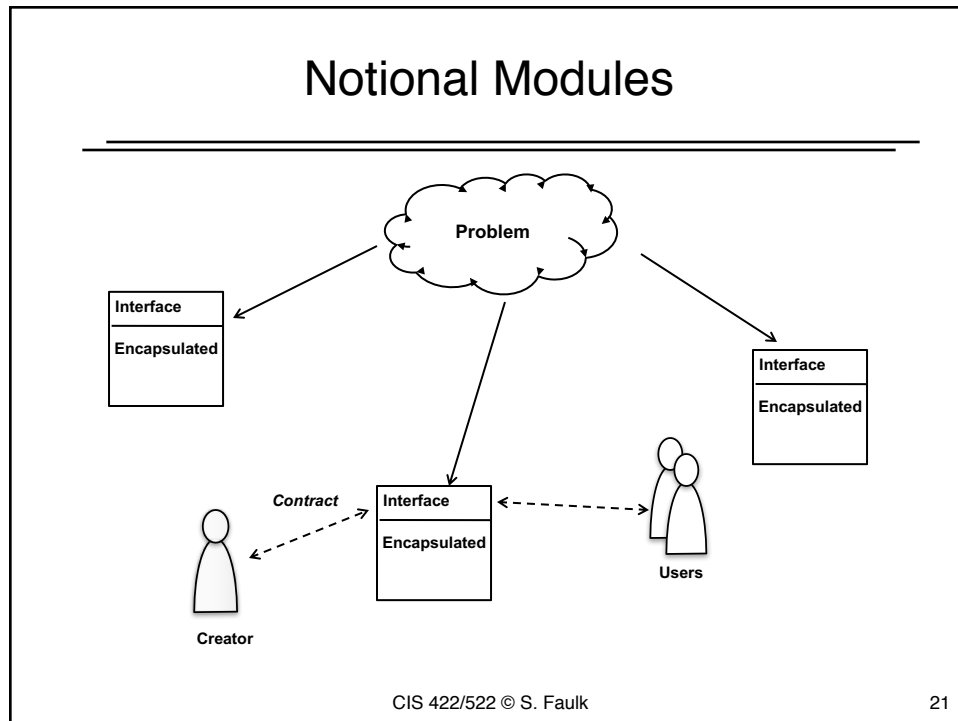 Notional Modules
Problem
Interface
Encapsulated
Interface
Encapsulated
Contract
Interface
Encapsulated
Users
Creator
CIS 422/522 © S. Faulk
21